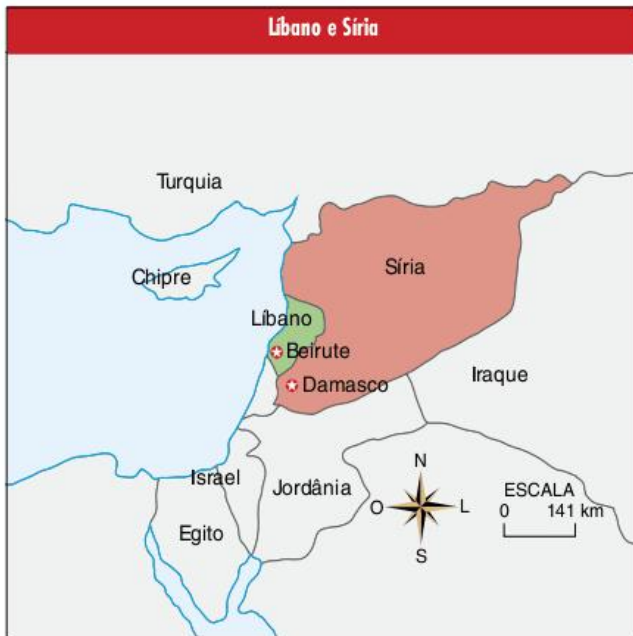 Líbano e Síria
Turquia
Chipre
Síria
Líbano
Beirute
Damasco
Iraque
Israel
Jordânia
Egito
N
O
L
S
ESCALA
0 141 km